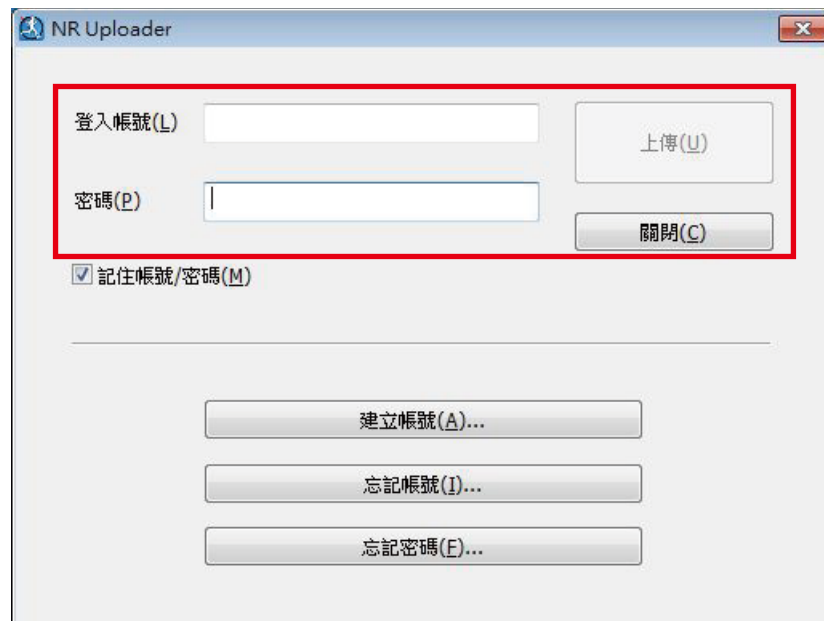 NR Uploader
登入帳號(L)
上傳(U)
密碼(P)
關閉(C)
記住帳號/密碼(M)
建立帳號(A)...
忘記帳號(I)...
忘記密碼(F)...